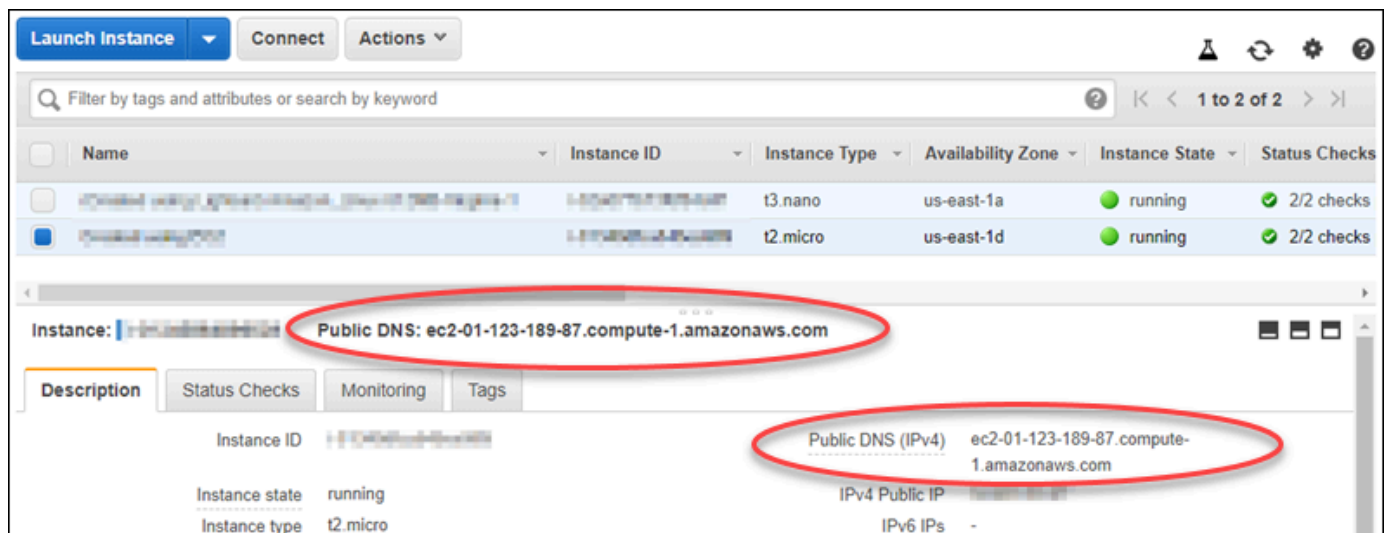 Launch Instance Connect Actions
Filter by tags and attributes or search by keyword 1 to 2 of 2
Name Instance ID Instance Type Availability Zone Instance State Status Checks
t3.nano us-east-1a running 2/2 checks
t2.micro us-east-1d running 2/2 checks
Instance: Public DNS: ec2-01-123-189-87.compute-1.amazonaws.com
Description Status Checks Monitoring Tags
Instance ID Public DNS (IPv4) ec2-01-123-189-87.compute-
1.amazonaws.com
Instance state running IPv4 Public IP
Instance type t2.micro IPv6 IPs -